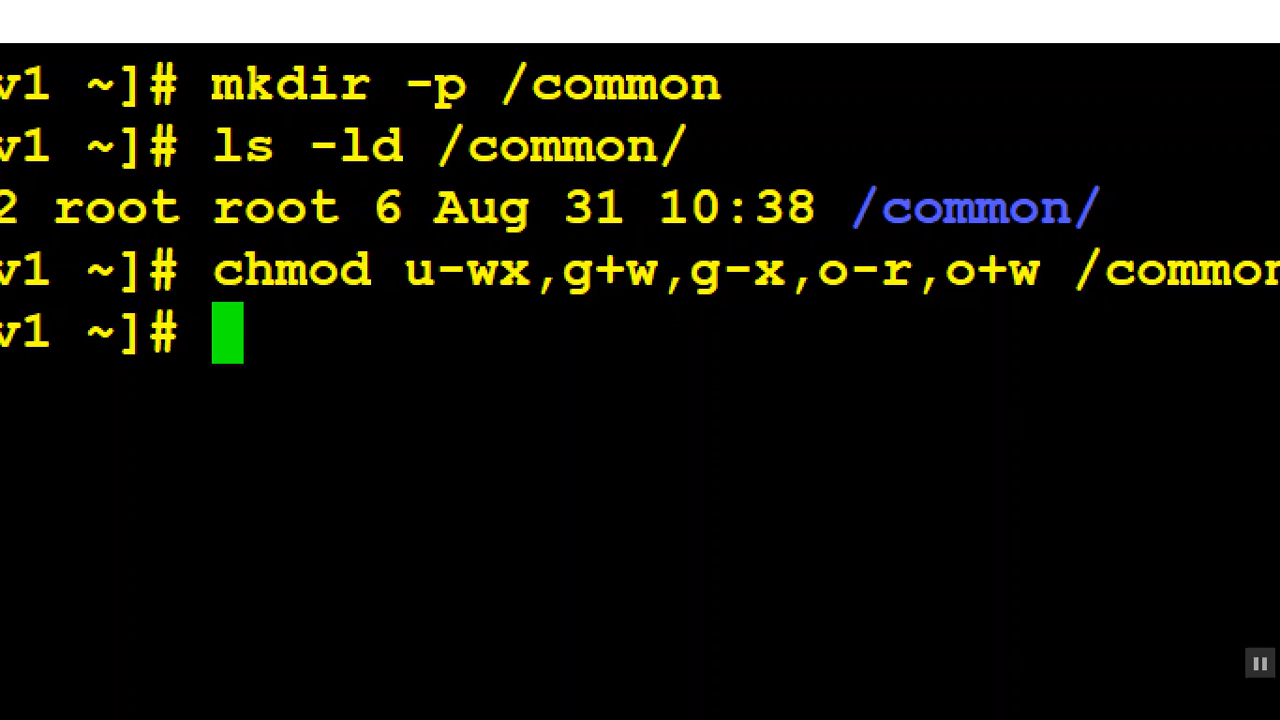 v1 ~]# mkdir -p /common
v1 ~]# ls -ld /common/
2 root root 6 Aug 31 10:38 /common/
v1 ~]# chmod u-wx,g+w,g-x,o-r,o+w /common
v1 ~]#